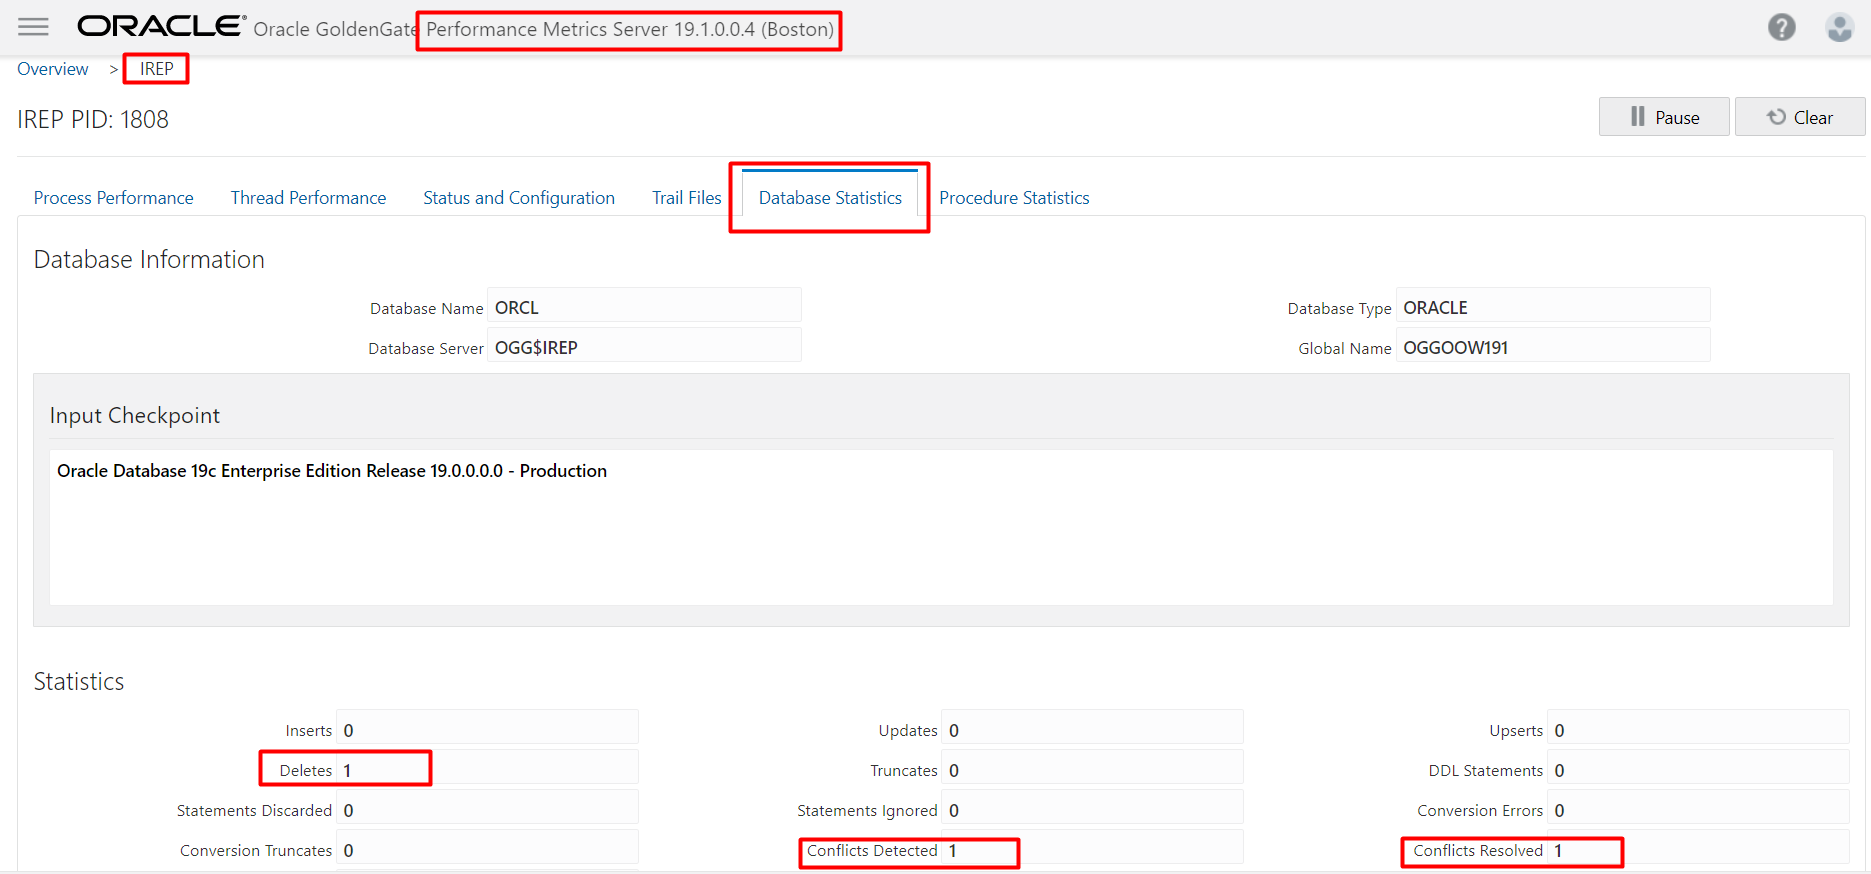 ORACLE® Oracle GoldenGate Performance Metrics Server 19.1.0.0.4 (Boston)
Overview > IREP
IREP PID: 1808
Pause Clear
Process Performance Thread Performance Status and Configuration Trail Files Database Statistics Procedure Statistics
Database Information
Database Name ORCL Database Type ORACLE
Database Server OGG$IREP Global Name OGGOOW191
Input Checkpoint
Oracle Database 19c Enterprise Edition Release 19.0.0.0.0 - Production
Statistics
Inserts 0 Updates 0 Upserts 0
Deletes 1 Truncates 0 DDL Statements 0
Statements Discarded 0 Statements Ignored 0 Conversion Errors 0
Conversion Truncates 0 Conflicts Detected 1 Conflicts Resolved 1